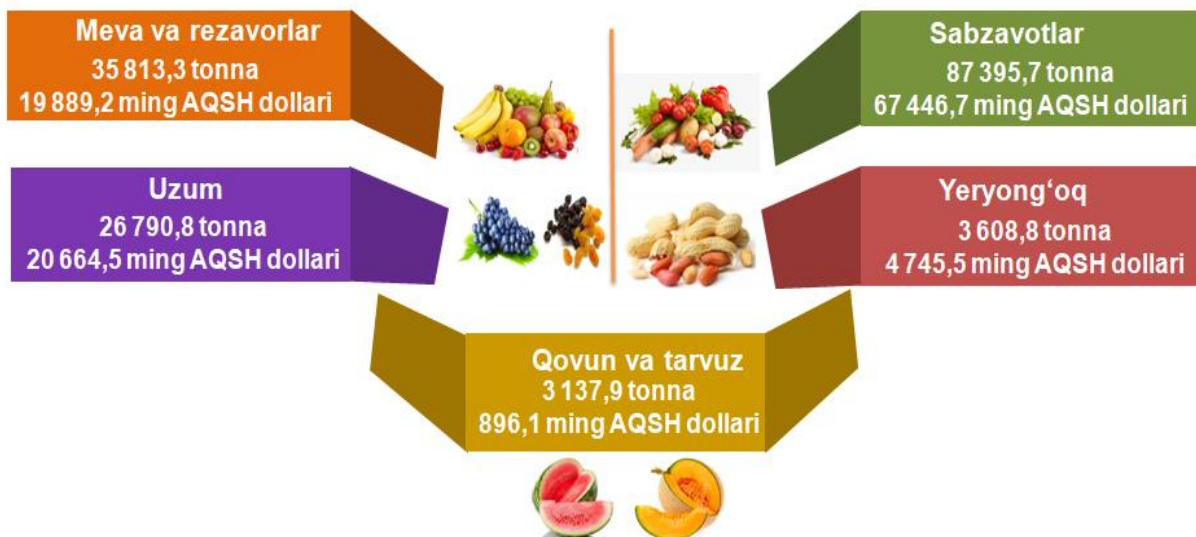 Meva va rezavorlar
35 813,3 tonna
19 889,2 ming AQSH dollari
Sabzavotlar
87 395,7 tonna
67 446,7 ming AQSH dollari
Uzum
26 790,8 tonna
20 664,5 ming AQSH dollari
Yeryong‘oq
3 608,8 tonna
4 745,5 ming AQSH dollari
Qovun va tarvuz
3 137,9 tonna
896,1 ming AQSH dollari